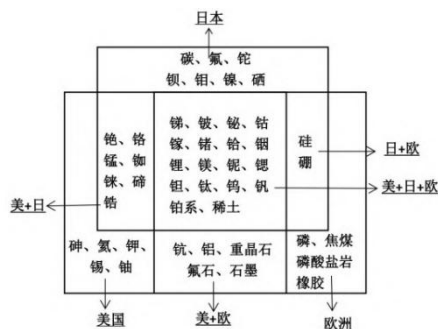 日本
碳、氟、铊
钡、钼、镍、硒
铯、铬
锰、铷
铼、碲
锆
锑、铍、铋、钴
镓、锗、铪、铟
锂、镁、铌、锶
钽、钛、钨、钒
铂系、稀土
硅
硼
日+欧
美+日+欧
美+日
砷、氦、钾、
锡、铀
钪、铝、重晶石
氟石、石墨
磷、焦煤
磷酸盐岩
橡胶
美国
美+欧
欧洲